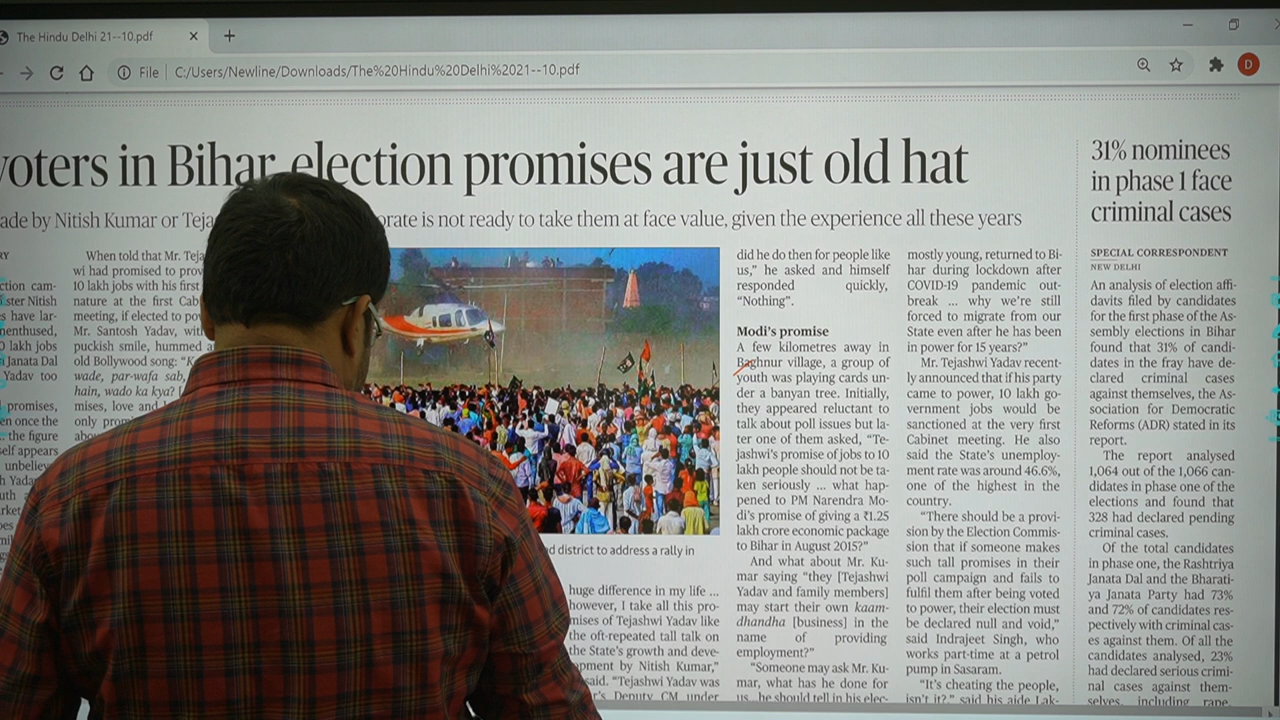 The Hindu Delhi 21--10.pdf
File
C:/Users/Newline/Downloads/The%20Hindu%20Delhi%2021--10.pdf
D
voters in Bihar, election promises are just old hat
ade by Nitish Kumar or Teja
orate is not ready to take them at face value, given the experience all these years
RY
ction cam-
ster Nitish
s have lar-
nenthused,
0 lakh jobs
Janata Dal
Yadav too
promises,
en once the
the figure
self appears
unbeliev
h Yadav
When told that Mr. Teja
wi had promised to prov
10 lakh jobs with his first
nature at the first Cab
meeting, if elected to po
Mr. Santosh Yadav, with
puckish smile, hummed a
old Bollywood song: “K
wade, par-wafa sab,
hain, wado ka kya? [
mises, love and l
only prom
abou
d district to address a rally in
huge difference in my life ...
however, I take all this pro-
mises of Tejashwi Yadav like
the oft-repeated tall talk on
the State’s growth and deve-
opment by Nitish Kumar,”
said. “Tejashwi Yadav was
r’s Deputy CM under
did he do then for people like
us,” he asked and himself
responded quickly,
“Nothing”.
Modi’s promise
A few kilometres away in
Baghnur village, a group of
youth was playing cards un-
der a banyan tree. Initially,
they appeared reluctant to
talk about poll issues but la-
ter one of them asked, “Te-
jashwi’s promise of jobs to 10
lakh people should not be ta-
ken seriously ... what hap-
pened to PM Narendra Mo-
di’s promise of giving a ₹1.25
lakh crore economic package
to Bihar in August 2015?”
And what about Mr. Ku-
mar saying “they [Tejashwi
Yadav and family members]
may start their own kaam-
dhandha [business] in the
name of providing
employment?”
“Someone may ask Mr. Ku-
mar, what has he done for
us, he should tell in his elec-
mostly young, returned to Bi-
har during lockdown after
COVID-19 pandemic out-
break ... why we’re still
forced to migrate from our
State even after he has been
in power for 15 years?”
Mr. Tejashwi Yadav recent-
ly announced that if his party
came to power, 10 lakh go-
vernment jobs would be
sanctioned at the very first
Cabinet meeting. He also
said the State’s unemploy-
ment rate was around 46.6%,
one of the highest in the
country.
“There should be a provi-
sion by the Election Commis-
sion that if someone makes
such tall promises in their
poll campaign and fails to
fulfil them after being voted
to power, their election must
be declared null and void,”
said Indrajeet Singh, who
works part-time at a petrol
pump in Sasaram.
“It’s cheating the people,
isn’t it?,” said his aide Lak-
31% nominees
in phase 1 face
criminal cases
SPECIAL CORRESPONDENT
NEW DELHI
An analysis of election affi-
davits filed by candidates
for the first phase of the As-
sembly elections in Bihar
found that 31% of candi-
dates in the fray have de-
clared criminal cases
against themselves, the As-
sociation for Democratic
Reforms (ADR) stated in its
report.
The report analysed
1,064 out of the 1,066 can-
didates in phase one of the
elections and found that
328 had declared pending
criminal cases.
Of the total candidates
in phase one, the Rashtriya
Janata Dal and the Bharati-
ya Janata Party had 73%
and 72% of candidates res-
pectively with criminal cas-
es against them. Of all the
candidates analysed, 23%
had declared serious crimi-
nal cases against them-
selves, including rape,